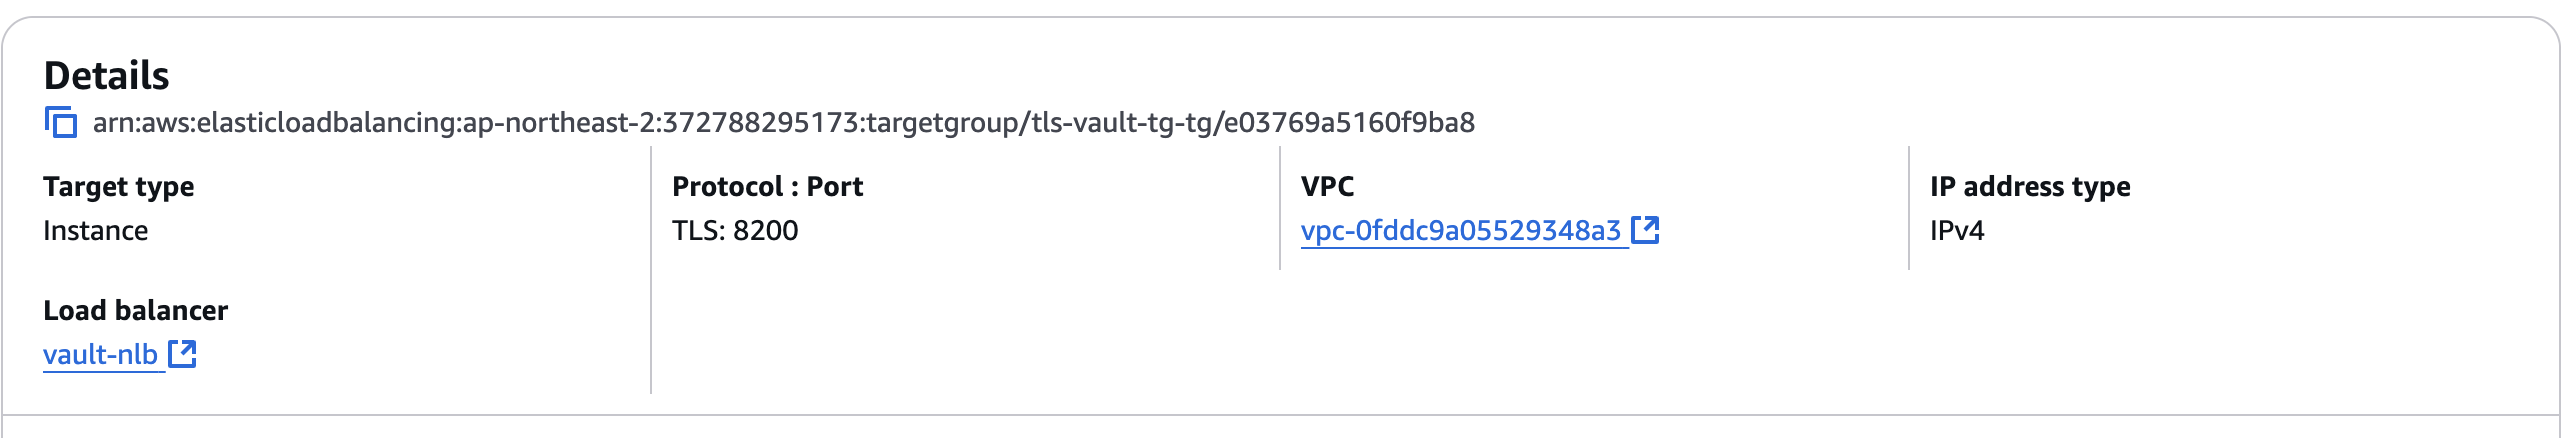 Details
arn:aws:elasticloadbalancing:ap-northeast-2:372788295173:targetgroup/tls-vault-tg-tg/e03769a5160f9ba8
Target type
Instance
Protocol : Port
TLS: 8200
VPC
vpc-0fddc9a05529348a3
IP address type
IPv4
Load balancer
vault-nlb